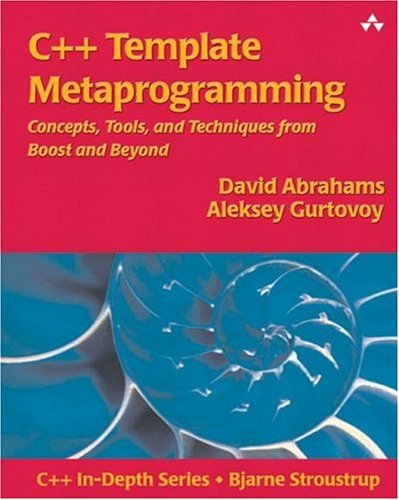 C++ Template
Metaprogramming
Concepts, Tools, and Techniques from
Boost and Beyond
David Abrahams
Aleksey Gurtovoy
C++ In-Depth Series • Bjarne Stroustrup